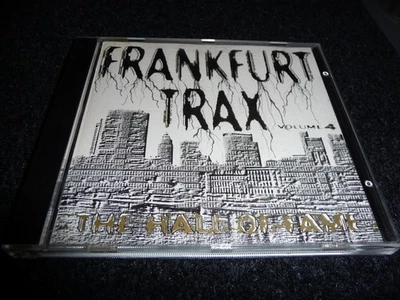 FRANKFURT
TRAX
VOLUME 4
THE HALL OF FAME